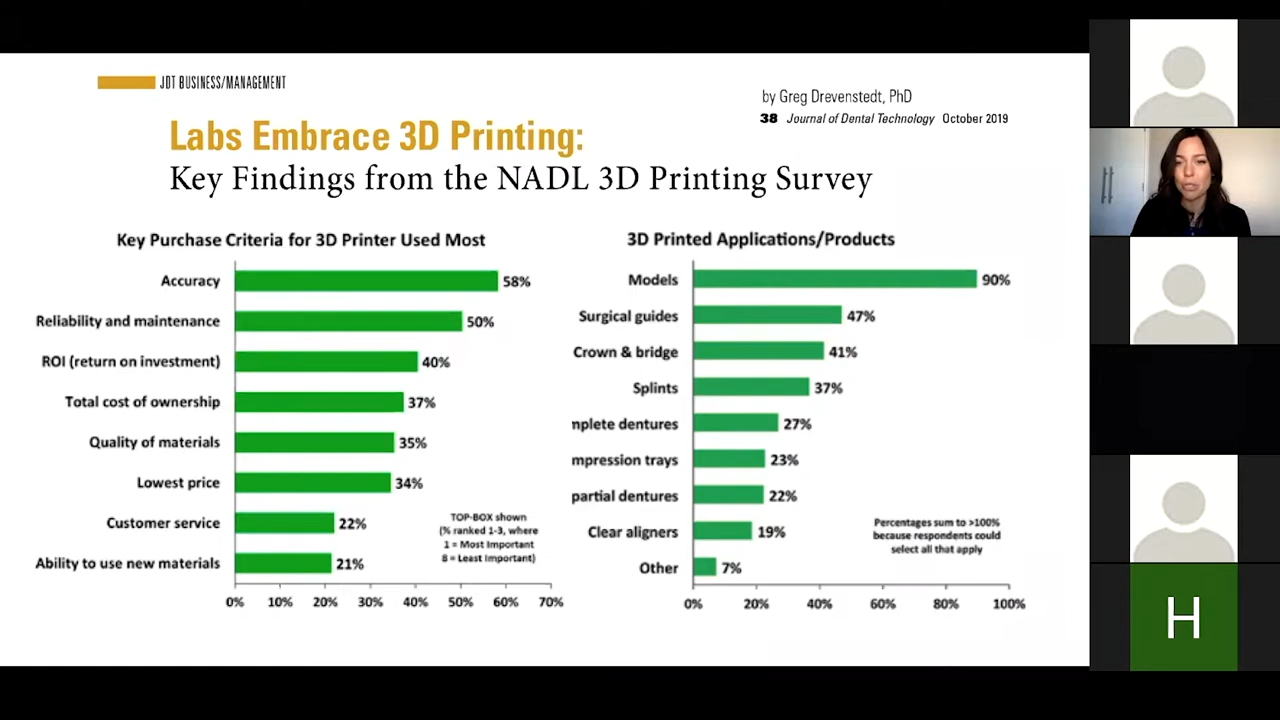 JDT BUSINESS/MANAGEMENT
by Greg Drevenstedt, PhD
38 Journal of Dental Technology October 2019
Labs Embrace 3D Printing:
Key Findings from the NADL 3D Printing Survey
Key Purchase Criteria for 3D Printer Used Most
Accuracy 58%
Reliability and maintenance 50%
ROI (return on investment) 40%
Total cost of ownership 37%
Quality of materials 35%
Lowest price 34%
Customer service 22%
Ability to use new materials 21%
TOP-BOX shown
(% ranked 1-3, where
1 = Most Important
8 = Least Important)
0% 10% 20% 30% 40% 50% 60% 70%
3D Printed Applications/Products
Models 90%
Surgical guides 47%
Crown & bridge 41%
Splints 37%
nplete dentures 27%
mpression trays 23%
partial dentures 22%
Clear aligners 19%
Other 7%
Percentages sum to >100%
because respondents could
select all that apply
0% 20% 40% 60% 80% 100%
H